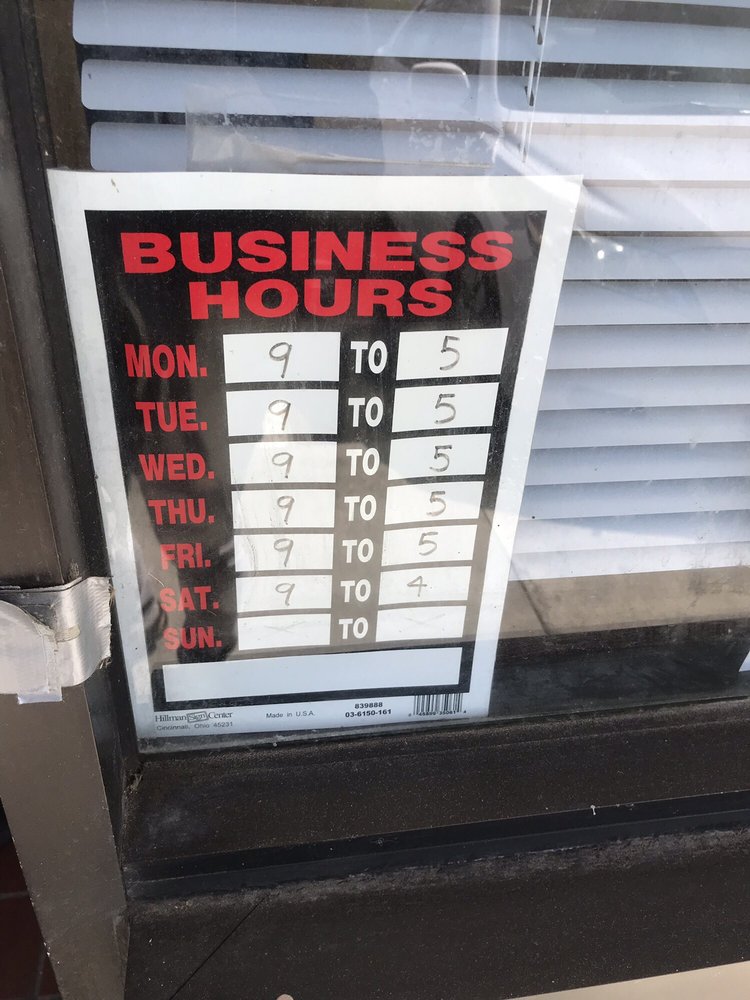 BUSINESS
HOURS
MON. 9 TO 5
TUE. 9 TO 5
WED. 9 TO 5
THU. 9 TO 5
FRI. 9 TO 5
SAT. 9 TO 4
SUN. X TO X
Hillman Sign Center Made in U.S.A. 839888
Cincinnati, Ohio 45231 03-6150-161